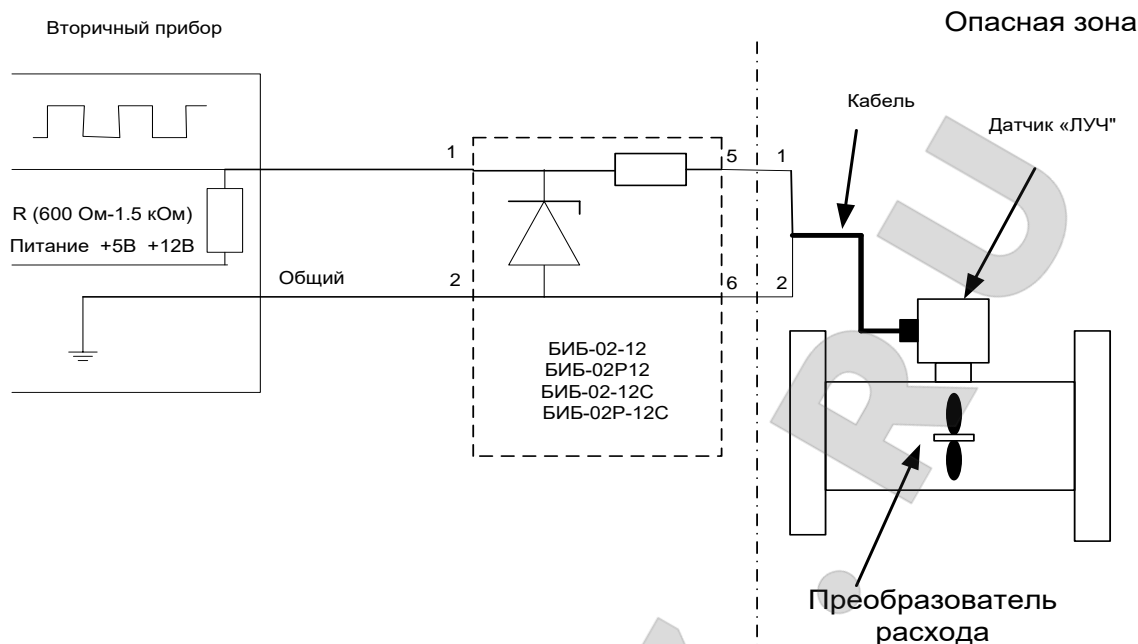 Опасная зона
Вторичный прибор
Кабель
Датчик «ЛУЧ"
1
5
1
R (600 Ом-1.5 кОм)
Питание +5В +12В
Общий
2
6
2
БИБ-02-12
БИБ-02Р12
БИБ-02-12С
БИБ-02Р-12С
Преобразователь
расхода